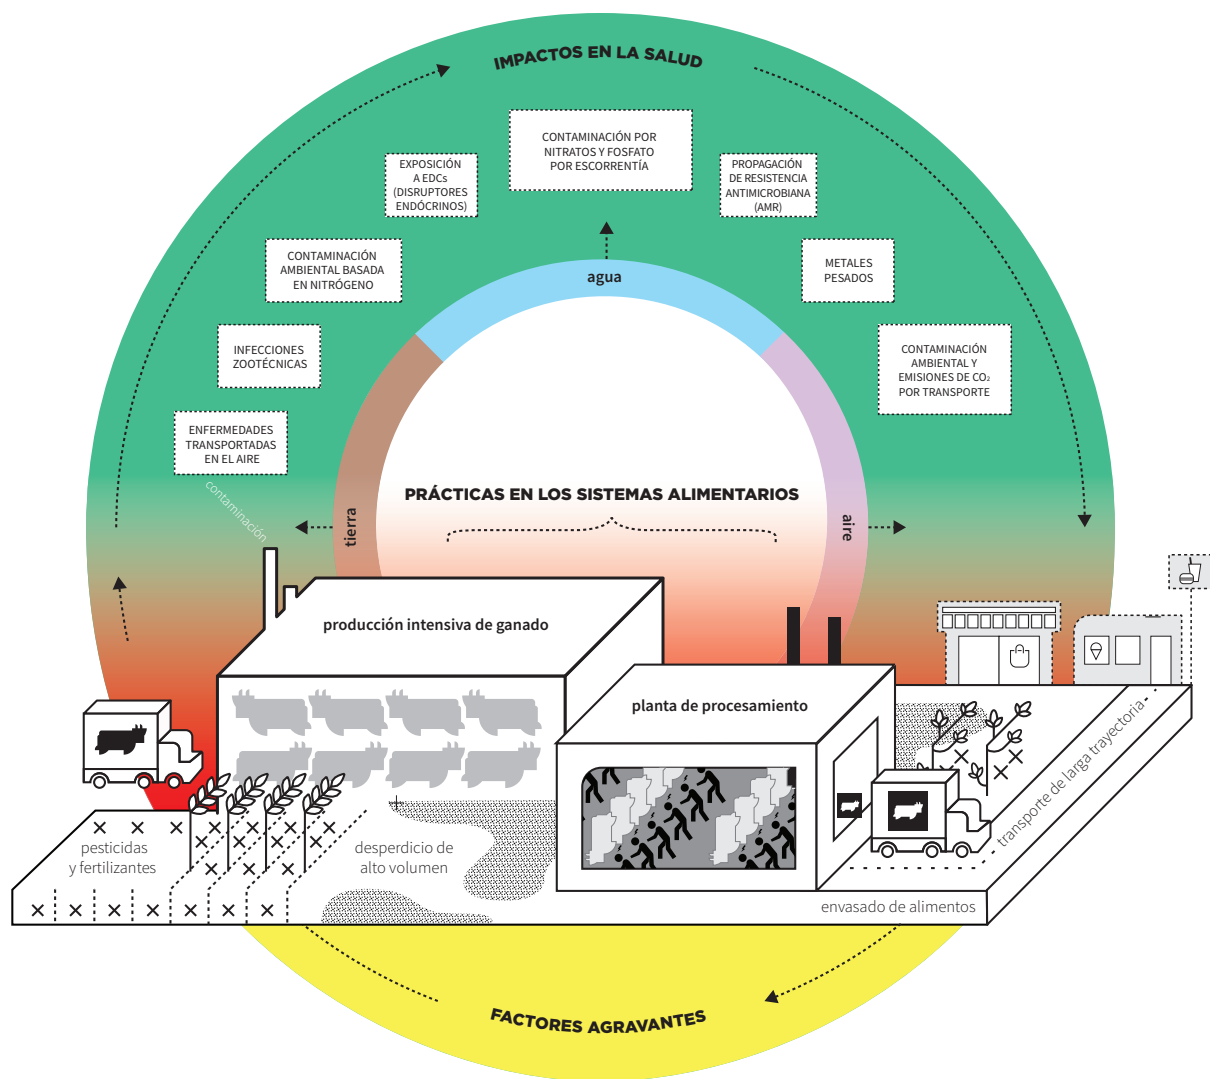 IMPACTOS EN LA SALUD
CONTAMINACIÓN POR
NITRATOS Y FOSFATO
POR ESCORRENTÍA
EXPOSICIÓN
A EDCs
(DISRUPTORES
ENDÓCRINOS)
PROPAGACIÓN
DE RESISTENCIA
ANTIMICROBIANA
(AMR)
CONTAMINACIÓN
AMBIENTAL BASADA
EN NITRÓGENO
METALES
PESADOS
agua
INFECCIONES
ZOOTÉCNICAS
CONTAMINACIÓN
AMBIENTAL Y
EMISIONES DE CO₂
POR TRANSPORTE
ENFERMEDADES
TRANSPORTADAS
EN EL AIRE
contaminación
PRÁCTICAS EN LOS SISTEMAS ALIMENTARIOS
tierra
aire
producción intensiva de ganado
planta de procesamiento
transporte de larga trayectoria
pesticidas
y fertilizantes
desperdicio de
alto volumen
envasado de alimentos
FACTORES AGRAVANTES